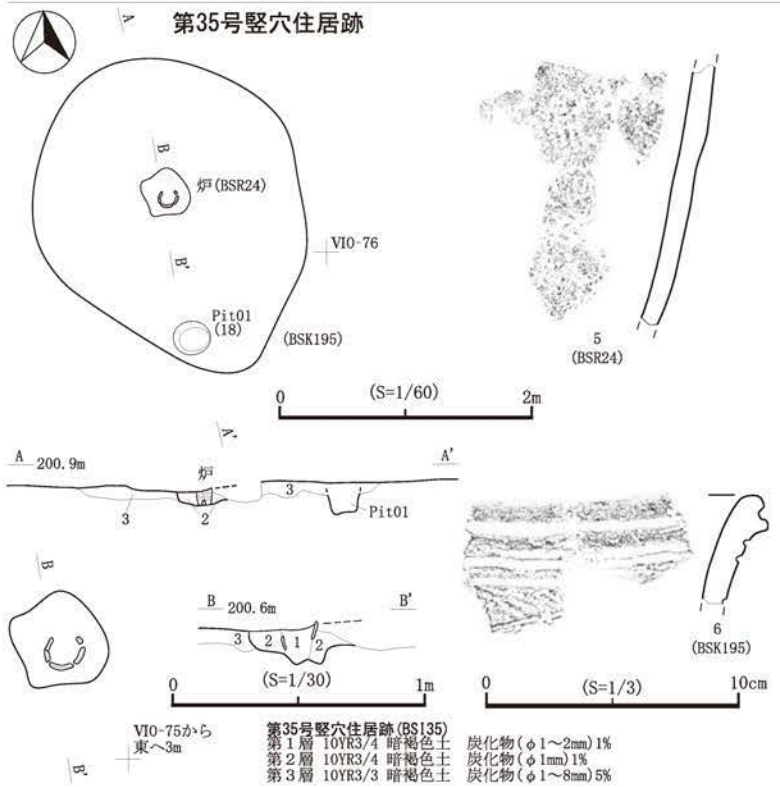 第35号竪穴住居跡
A
B
炉(BSR24)
B'
VIO-76
Pit01
(18)
(BSK195)
5
(BSR24)
0 (S=1/60) 2m
A'
A 200.9m 炉 A'
3 2 3 Pit01
B
B 200.6m B'
3 2 1 2
0 (S=1/30) 1m
6
(BSK195)
0 (S=1/3) 10cm
VIO-75から
東へ3m
B'
第35号竪穴住居跡(BSI35)
第1層 10YR3/4 暗褐色土 炭化物(φ1~2mm)1%
第2層 10YR3/4 暗褐色土 炭化物(φ1mm)1%
第3層 10YR3/3 暗褐色土 炭化物(φ1~8mm)5%